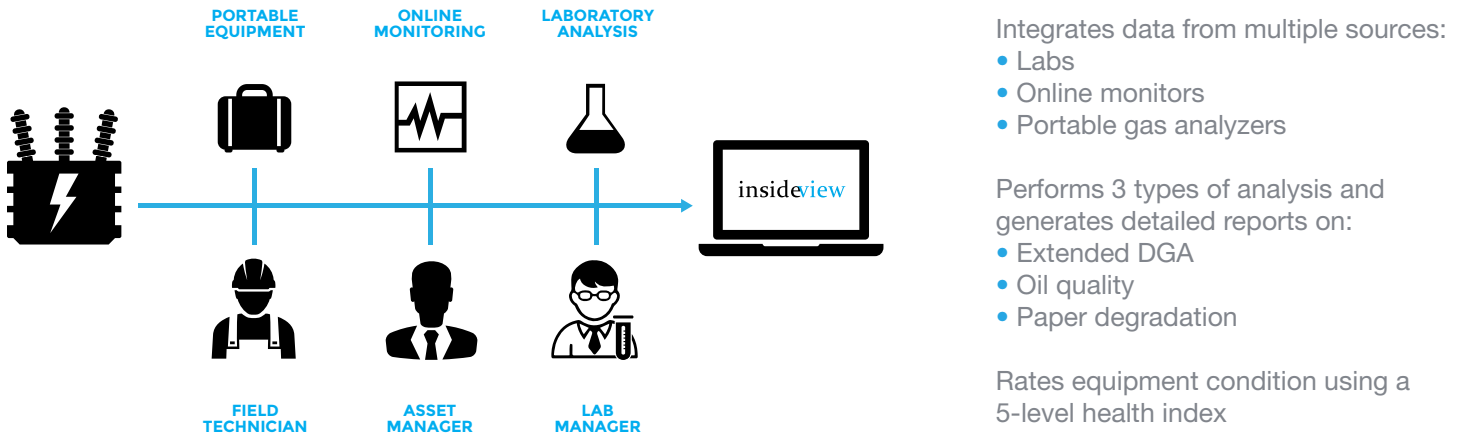 PORTABLE
EQUIPMENT
ONLINE
MONITORING
LABORATORY
ANALYSIS
insideview
FIELD
TECHNICIAN
ASSET
MANAGER
LAB
MANAGER
Integrates data from multiple sources:
• Labs
• Online monitors
• Portable gas analyzers
Performs 3 types of analysis and
generates detailed reports on:
• Extended DGA
• Oil quality
• Paper degradation
Rates equipment condition using a
5-level health index